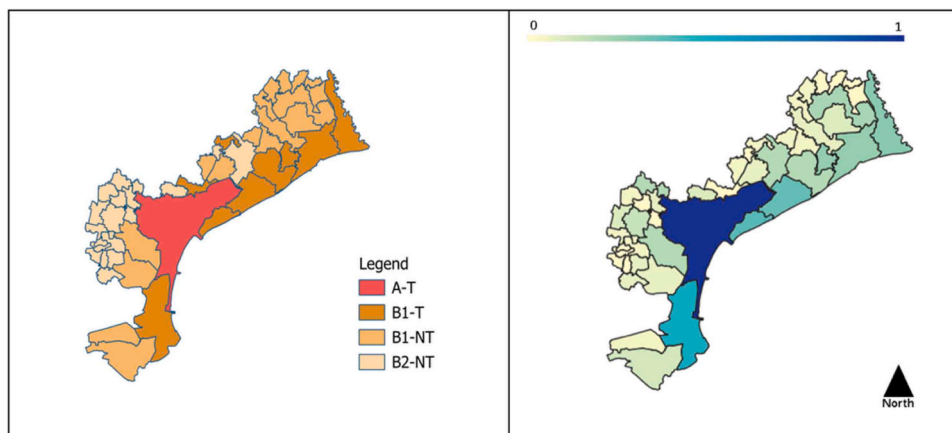 Legend
A-T
B1-T
B1-NT
B2-NT
0 1
North